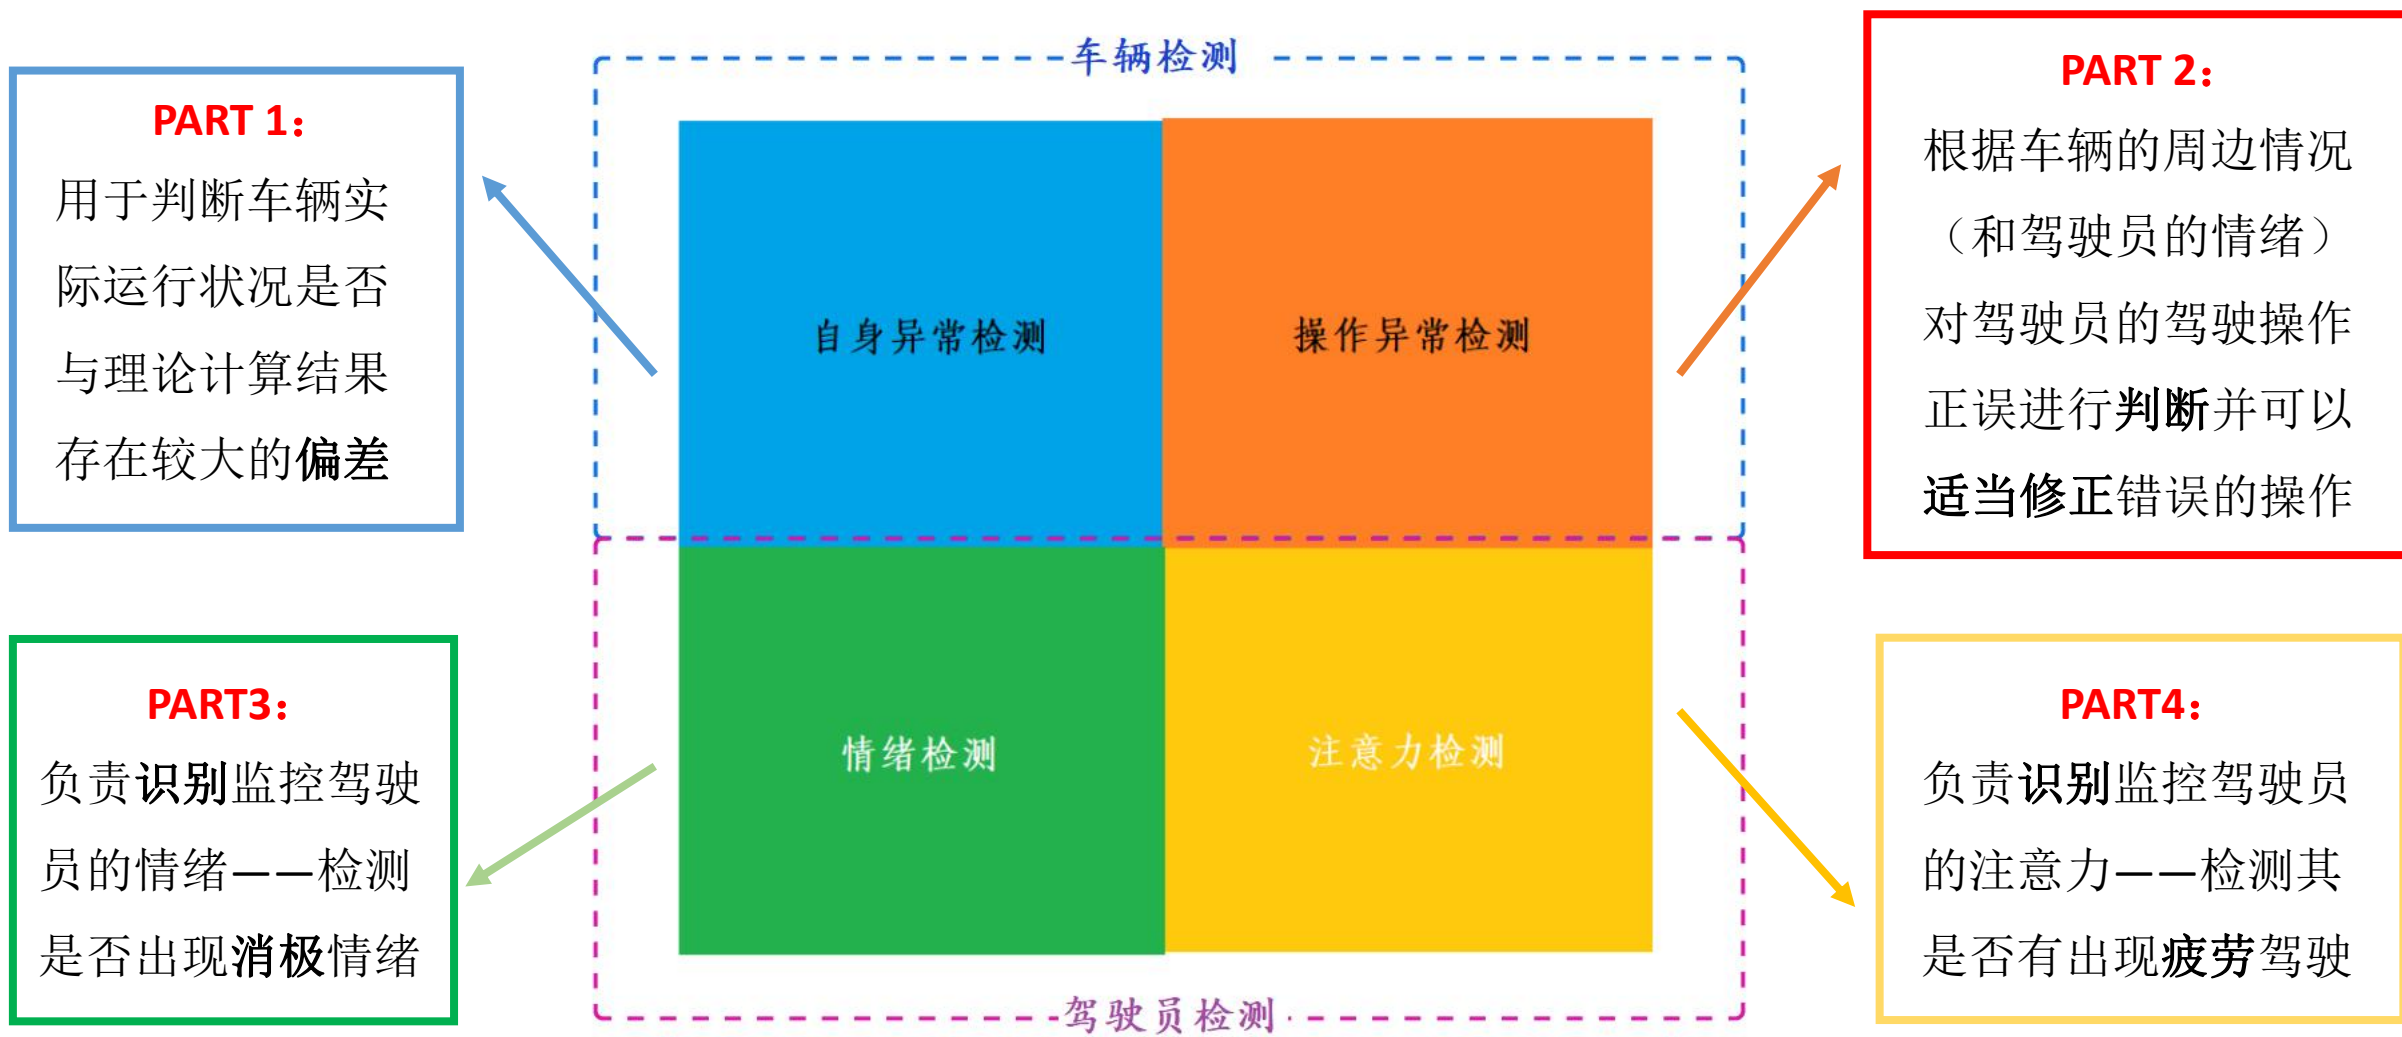 车辆检测
PART 1：
用于判断车辆实
际运行状况是否
与理论计算结果
存在较大的偏差
自身异常检测
操作异常检测
PART 2：
根据车辆的周边情况
（和驾驶员的情绪）
对驾驶员的驾驶操作
正误进行判断并可以
适当修正错误的操作
PART3：
负责识别监控驾驶
员的情绪——检测
是否出现消极情绪
情绪检测
注意力检测
PART4：
负责识别监控驾驶员
的注意力——检测其
是否有出现疲劳驾驶
驾驶员检测